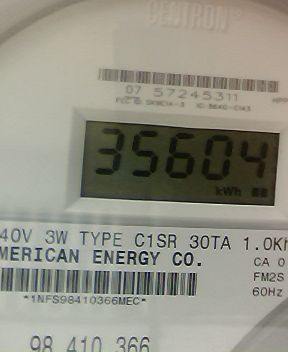 CENTRON®
07 57245311
35604
kWh
40V 3W TYPE C1SR 30TA 1.0Kh
MERICAN ENERGY CO.
CA 0
FM2S
60Hz
*1NFS98410366MEC*
98 410 366